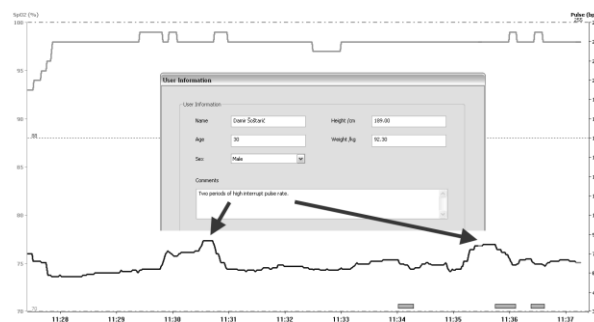 SpO2 (%)
Pulse (bp
250
100
95
90
88
85
80
75
70
70
User Information
User Information
Name
Height /cm
189.00
Age
30
Weight /kg
92.30
Sex
Male
Comments
Two periods of high interrupt pulse rate.
11:28 11:29 11:30 11:31 11:32 11:33 11:34 11:35 11:36 11:37